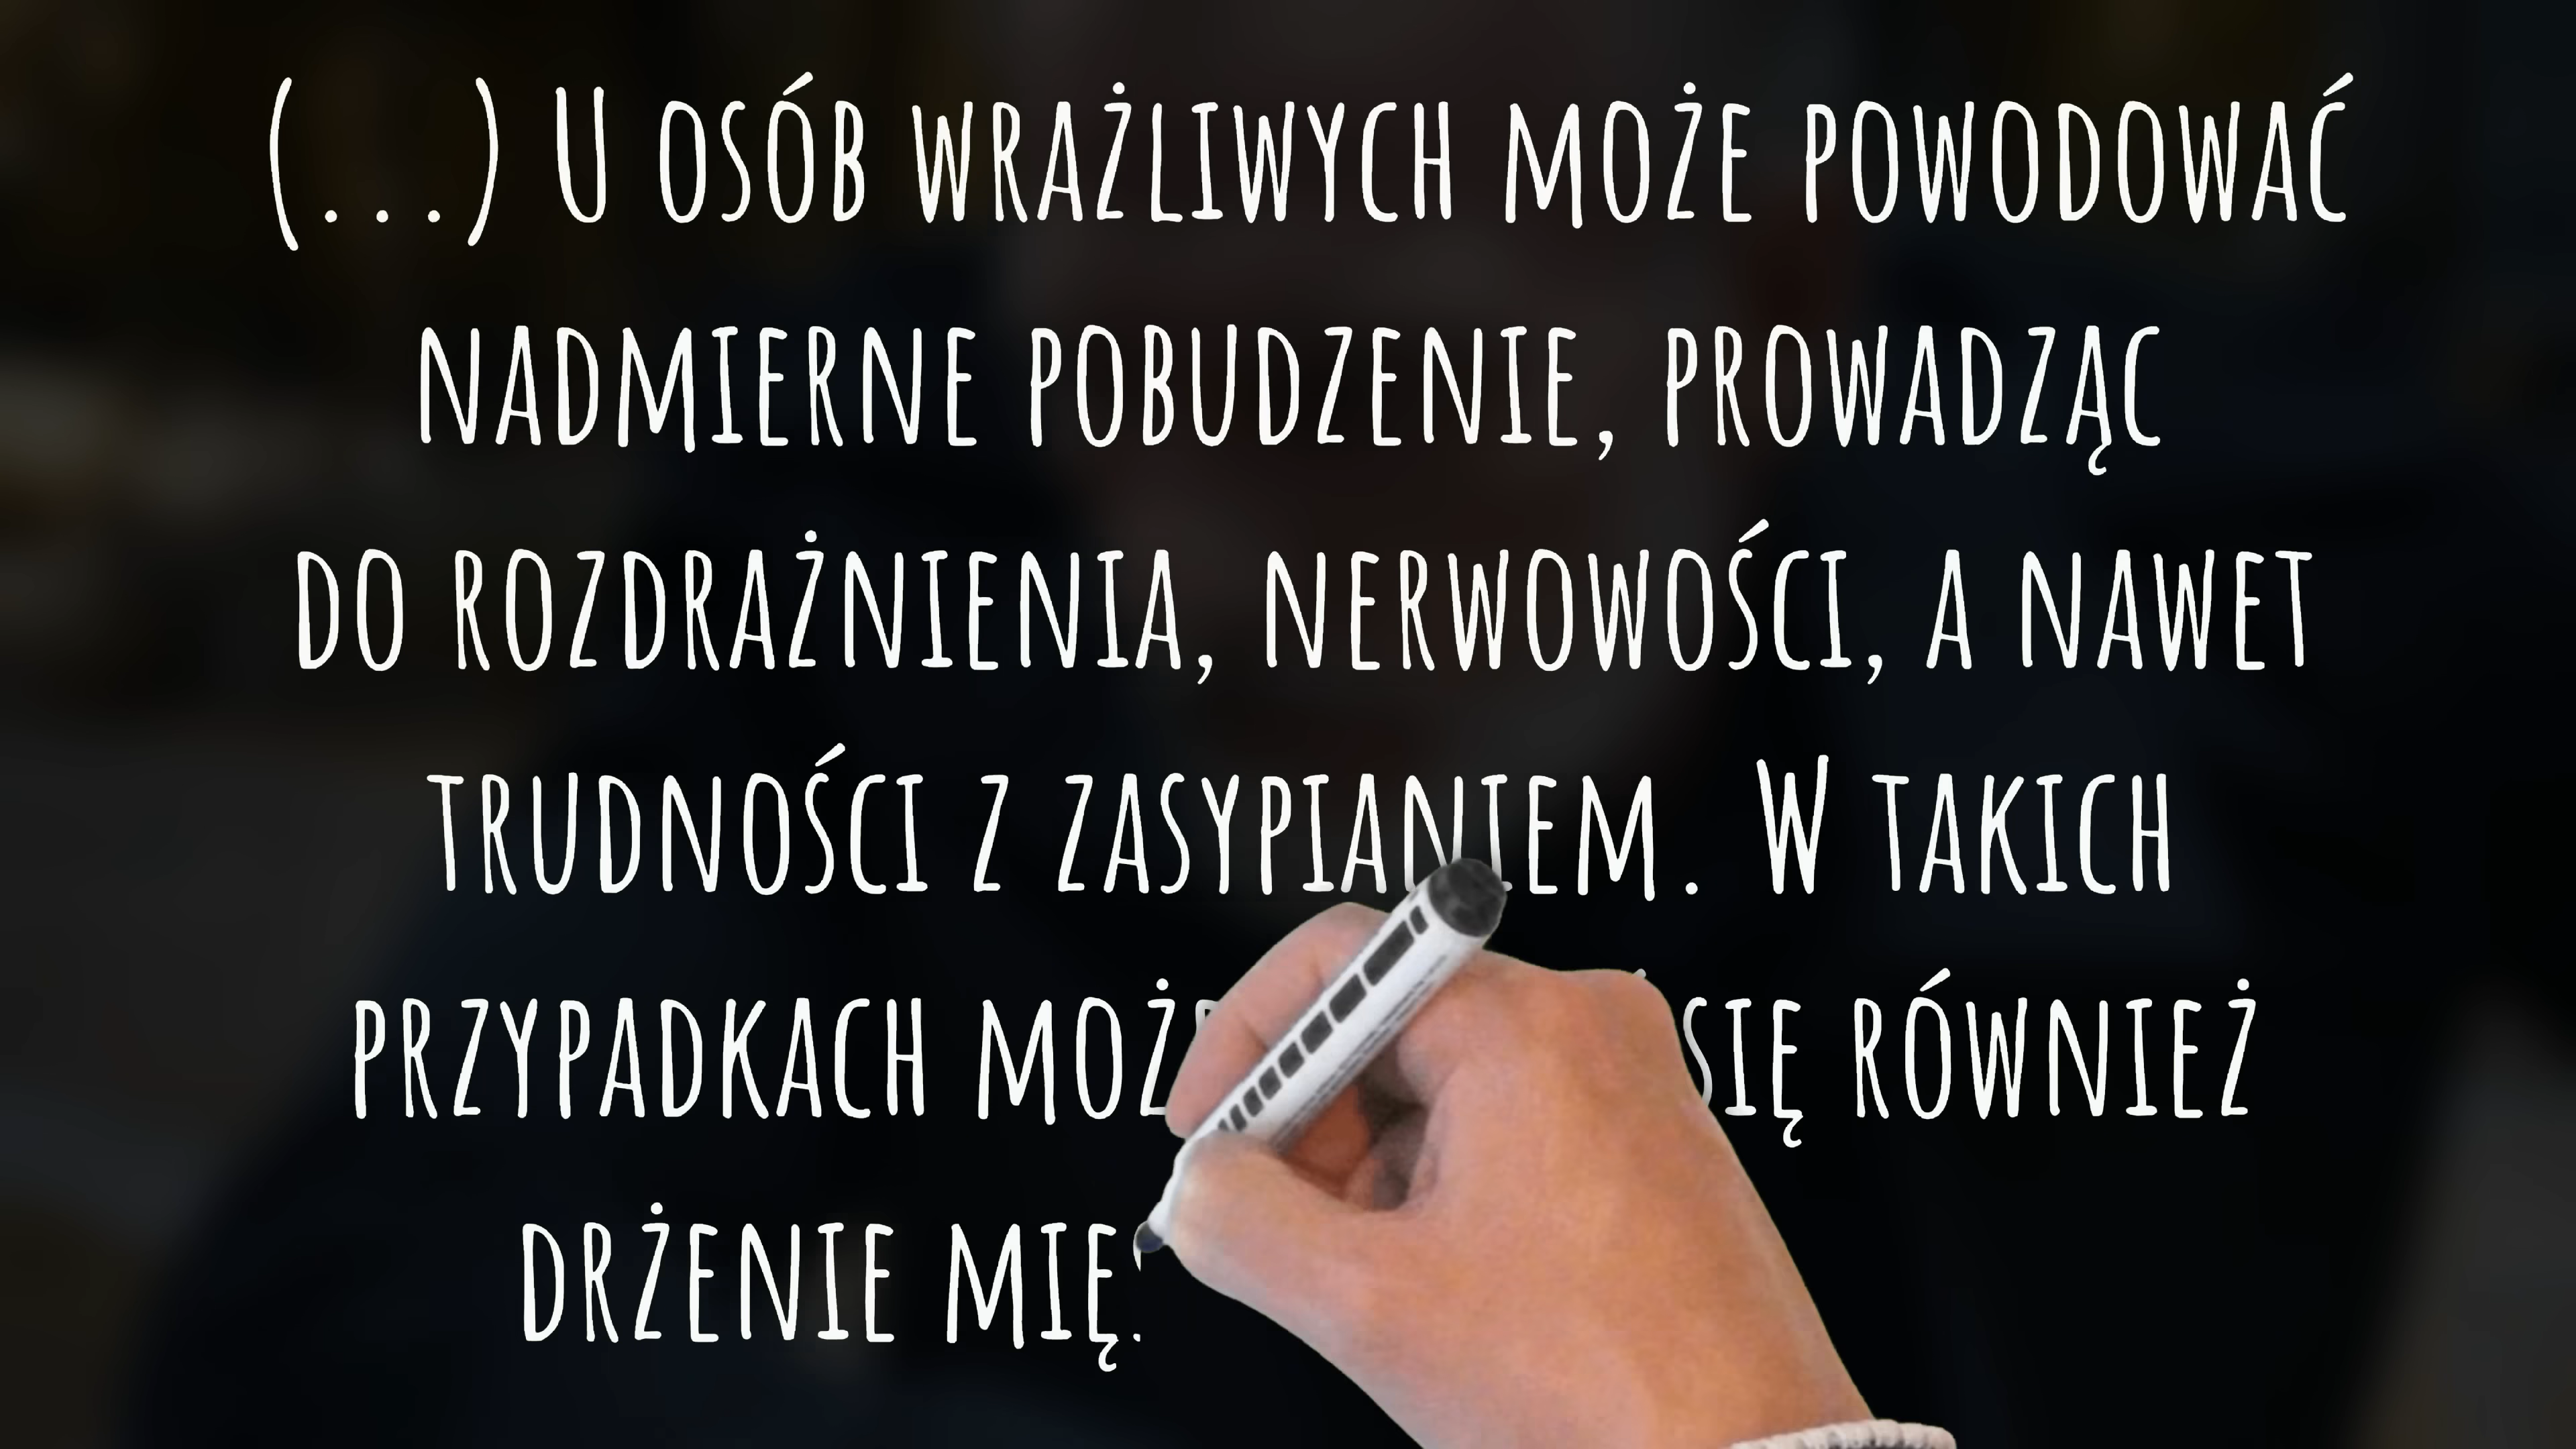 (...) U OSÓB WRAŻLIWYCH MOŻE POWODOWAĆ
NADMIERNE POBUDZENIE, PROWADZĄC
DO ROZDRAŻNIENIA, NERWOWOŚCI, A NAWET
TRUDNOŚCI Z ZASYPIANIEM. W TAKICH
PRZYPADKACH SIĘ RÓWNIEŻ
DRŻENIE